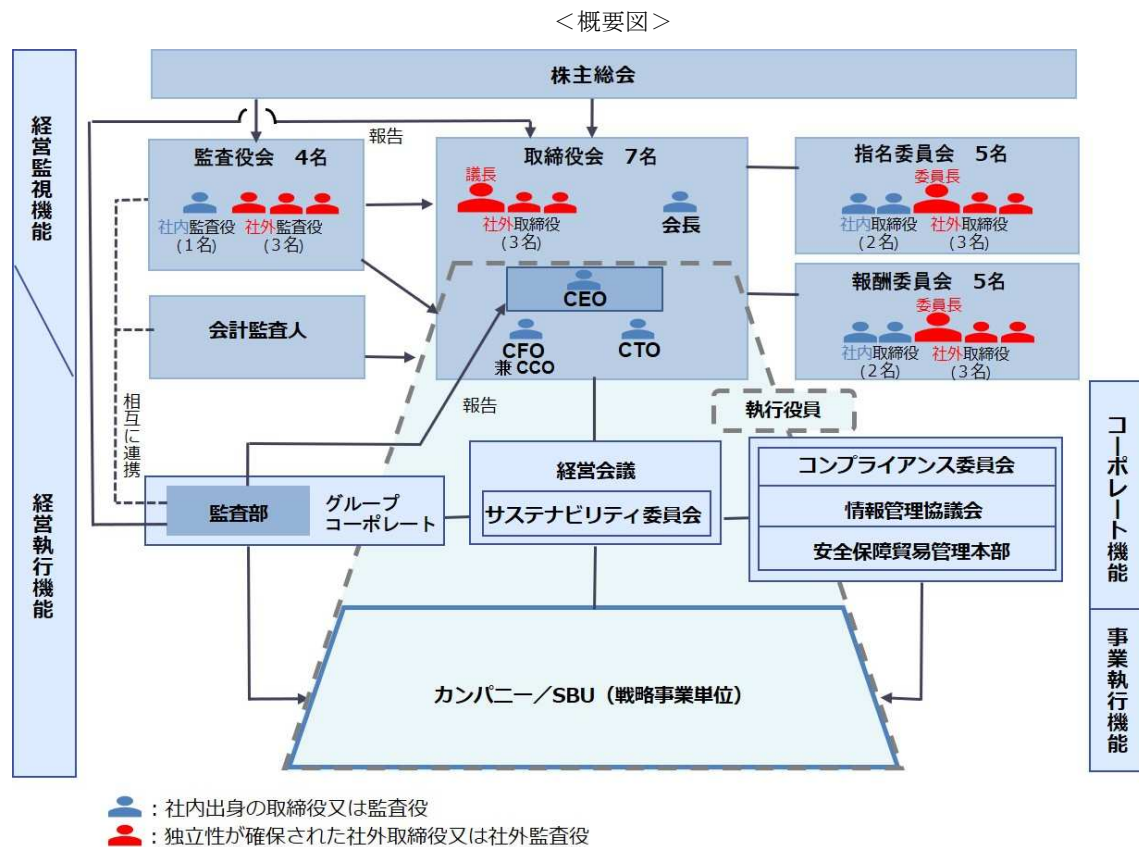 ＜概要図＞
株主総会
経営監視機能
経営執行機能
報告
監査役会 4名
社内監査役
(1名)
社外監査役
(3名)
取締役会 7名
議長
社外取締役
(3名)
会長
CEO
CFO
兼 CCO
CTO
指名委員会 5名
委員長
社内取締役
(2名)
社外取締役
(3名)
報酬委員会 5名
委員長
社内取締役
(2名)
社外取締役
(3名)
会計監査人
相互に連携
報告
執行役員
監査部
グループ
コーポレート
経営会議
サステナビリティ委員会
コンプライアンス委員会
情報管理協議会
安全保障貿易管理本部
コーポレート機能
事業執行機能
カンパニー／SBU（戦略事業単位）
：社内出身の取締役又は監査役
：独立性が確保された社外取締役又は社外監査役